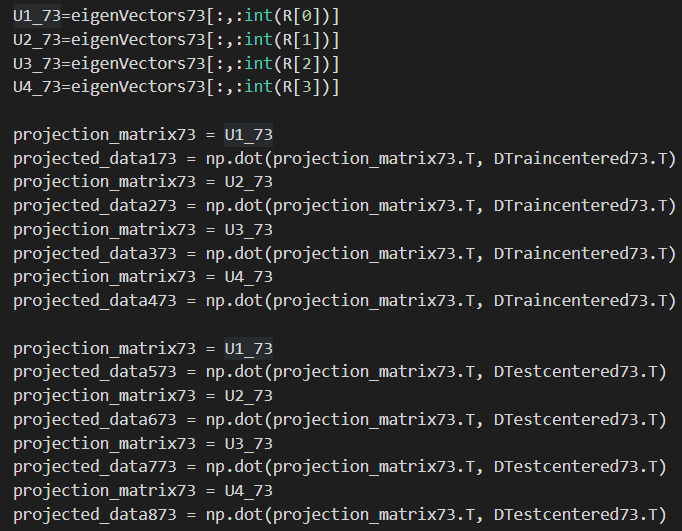 U1_73=eigenVectors73[:,:int(R[0])]
U2_73=eigenVectors73[:,:int(R[1])]
U3_73=eigenVectors73[:,:int(R[2])]
U4_73=eigenVectors73[:,:int(R[3])]
projection_matrix73 = U1_73
projected_data173 = np.dot(projection_matrix73.T, DTraincentered73.T)
projection_matrix73 = U2_73
projected_data273 = np.dot(projection_matrix73.T, DTraincentered73.T)
projection_matrix73 = U3_73
projected_data373 = np.dot(projection_matrix73.T, DTraincentered73.T)
projection_matrix73 = U4_73
projected_data473 = np.dot(projection_matrix73.T, DTraincentered73.T)
projection_matrix73 = U1_73
projected_data573 = np.dot(projection_matrix73.T, DTestcentered73.T)
projection_matrix73 = U2_73
projected_data673 = np.dot(projection_matrix73.T, DTestcentered73.T)
projection_matrix73 = U3_73
projected_data773 = np.dot(projection_matrix73.T, DTestcentered73.T)
projection_matrix73 = U4_73
projected_data873 = np.dot(projection_matrix73.T, DTestcentered73.T)